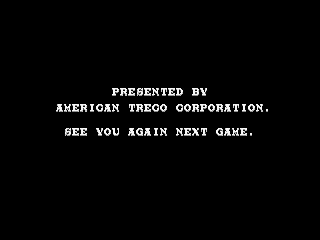 PRESENTED BY
AMERICAN TRECO CORPORATION.
SEE YOU AGAIN NEXT GAME.